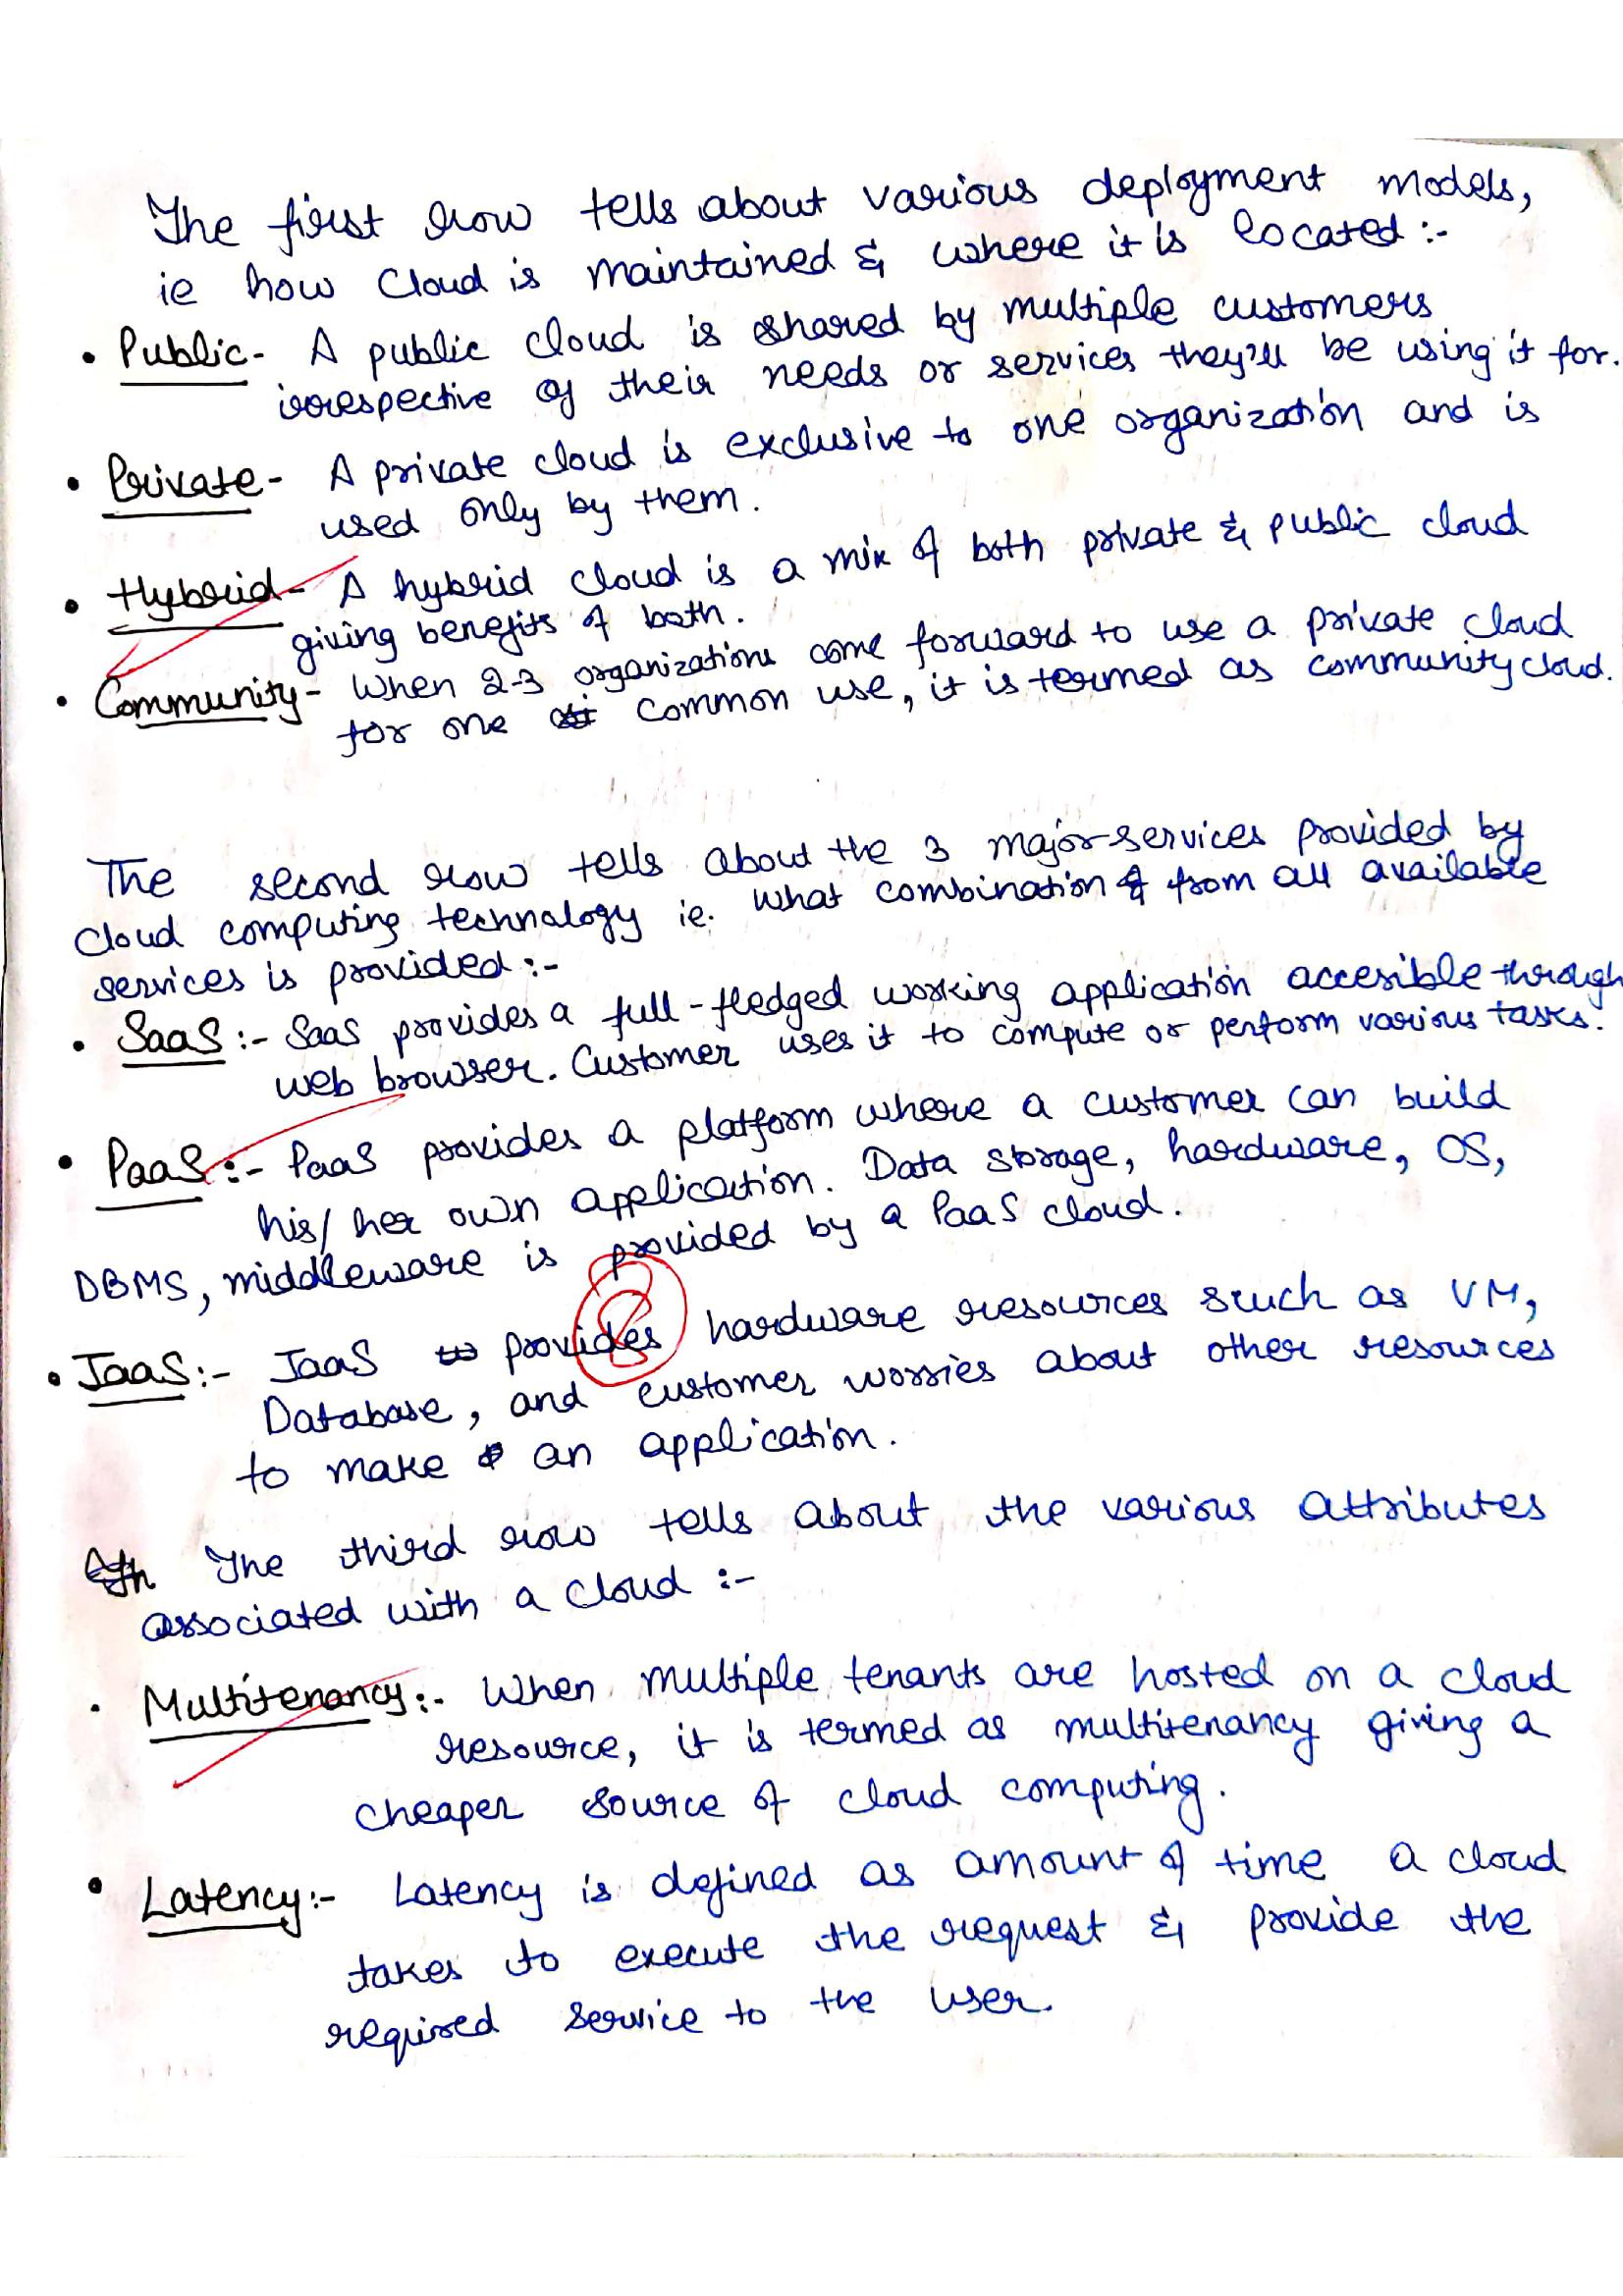 The first row tells about various deployment models,
ie how Cloud is maintained & where it is located :-
• Public- A public cloud is shared by multiple customers
irrespective of their needs or services they'll be using it for.
• Private- A private cloud is exclusive to one organization and is
used only by them.
• Hybrid- A hybrid cloud is a mix of both private & public cloud
giving benefits of both.
• Community- When 2-3 organizations come forward to use a private cloud
for one common use, it is termed as community cloud.
The second row tells about the 3 major services provided by
cloud computing technology ie. what combination from all available
services is provided :-
• SaaS :- SaaS provides a full-fledged working application accesible through
web browser. Customer uses it to compute or perform various tasks.
• PaaS :- PaaS provides a platform where a customer can build
his/her own application. Data storage, hardware, OS,
DBMS, middleware is provided by a PaaS cloud.
8
• IaaS :- IaaS provides hardware resources such as VM,
Database, and customer worries about other resources
to make an application.
The third row tells about the various attributes
associated with a cloud :-
• Multitenancy :- When multiple tenants are hosted on a cloud
resource, it is termed as multitenancy giving a
cheaper source of cloud computing.
• Latency :- Latency is defined as amount of time a cloud
takes to execute the request & provide the
required service to the user.